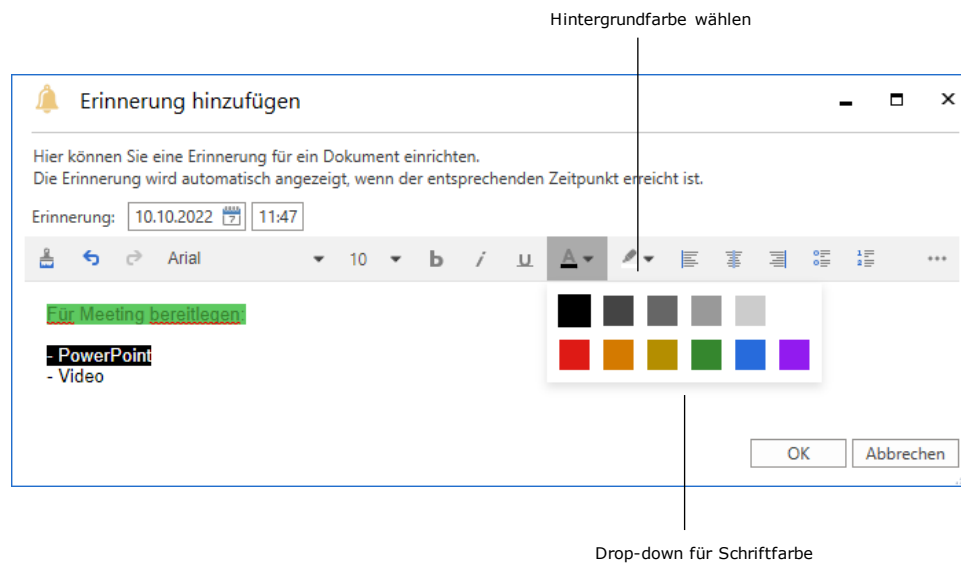 Hintergrundfarbe wählen
Erinnerung hinzufügen
Hier können Sie eine Erinnerung für ein Dokument einrichten.
Die Erinnerung wird automatisch angezeigt, wenn der entsprechenden Zeitpunkt erreicht ist.
Erinnerung: 10.10.2022 7 11:47
Arial 10 b i u A
Für Meeting bereitlegen:
- PowerPoint
- Video
OK Abbrechen
Drop-down für Schriftfarbe